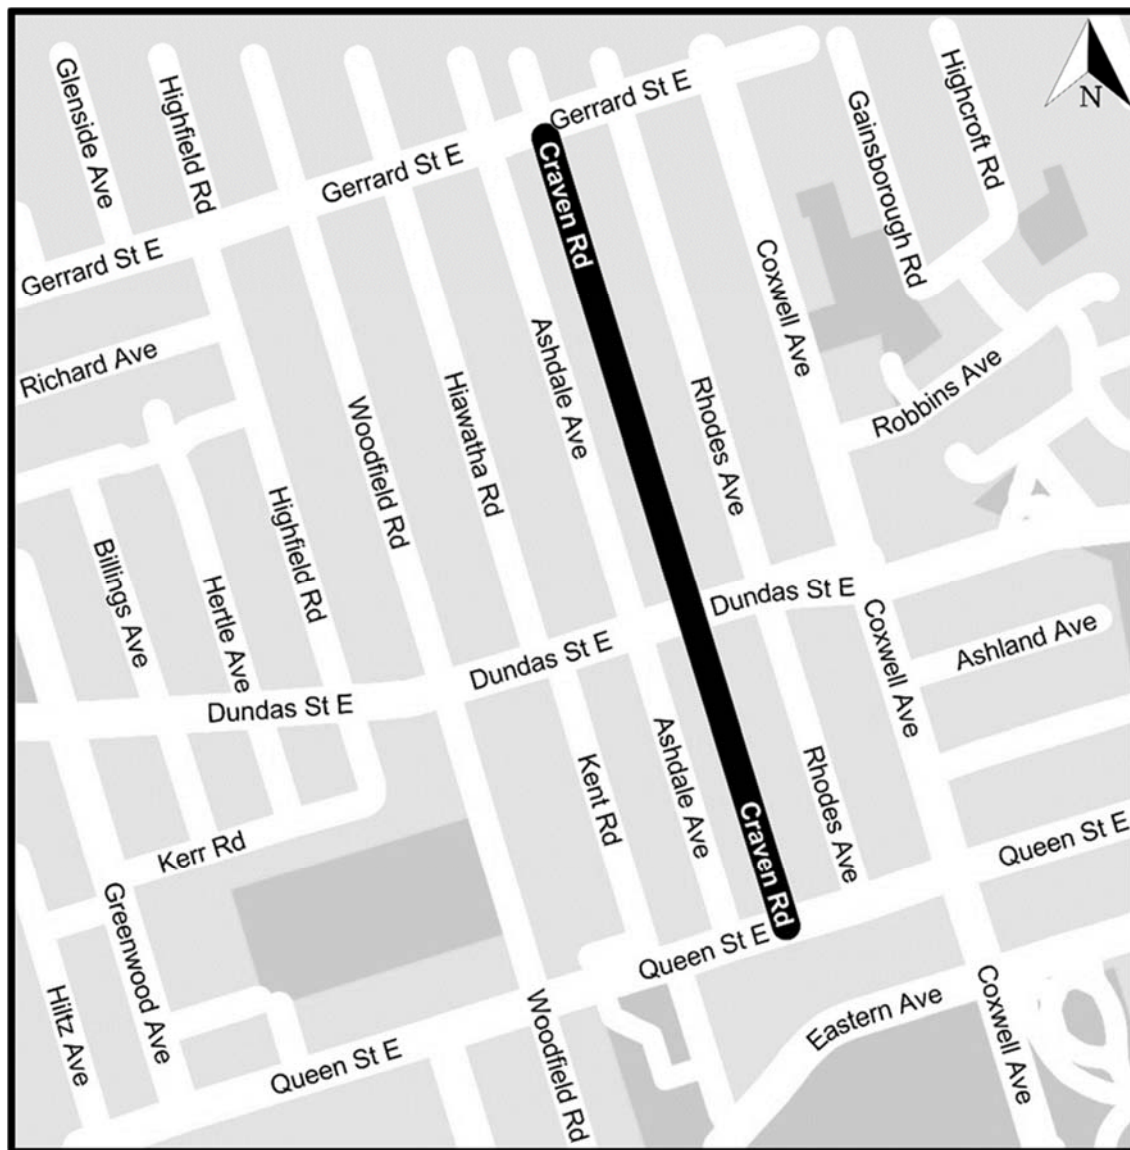 Glenside Ave
Highfield Rd
Gerrard St E
Gainsborough Rd
Highcroft Rd
N
Gerrard St E
Craven Rd
Gerrard St E
Coxwell Ave
Richard Ave
Ashdale Ave
Hiawatha Rd
Rhodes Ave
Robbins Ave
Woodfield Rd
Highfield Rd
Billings Ave
Hertle Ave
Dundas St E
Dundas St E
Coxwell Ave
Ashland Ave
Dundas St E
Ashdale Ave
Kent Rd
Rhodes Ave
Craven Rd
Queen St E
Kerr Rd
Greenwood Ave
Queen St E
Hiltz Ave
Woodfield Rd
Eastern Ave
Coxwell Ave
Queen St E